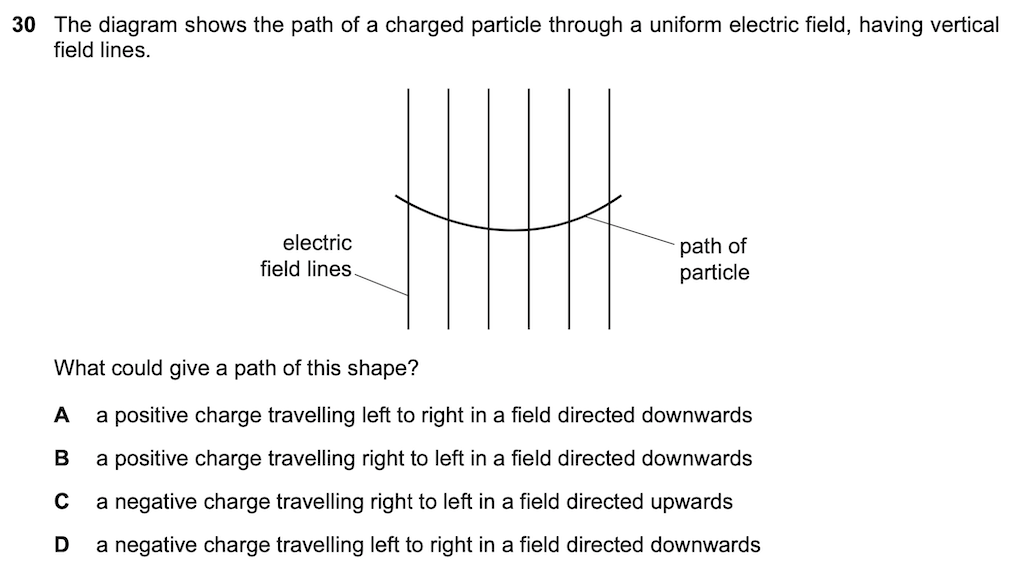 30 The diagram shows the path of a charged particle through a uniform electric field, having vertical
field lines.
electric
field lines
path of
particle
What could give a path of this shape?
A a positive charge travelling left to right in a field directed downwards
B a positive charge travelling right to left in a field directed downwards
C a negative charge travelling right to left in a field directed upwards
D a negative charge travelling left to right in a field directed downwards